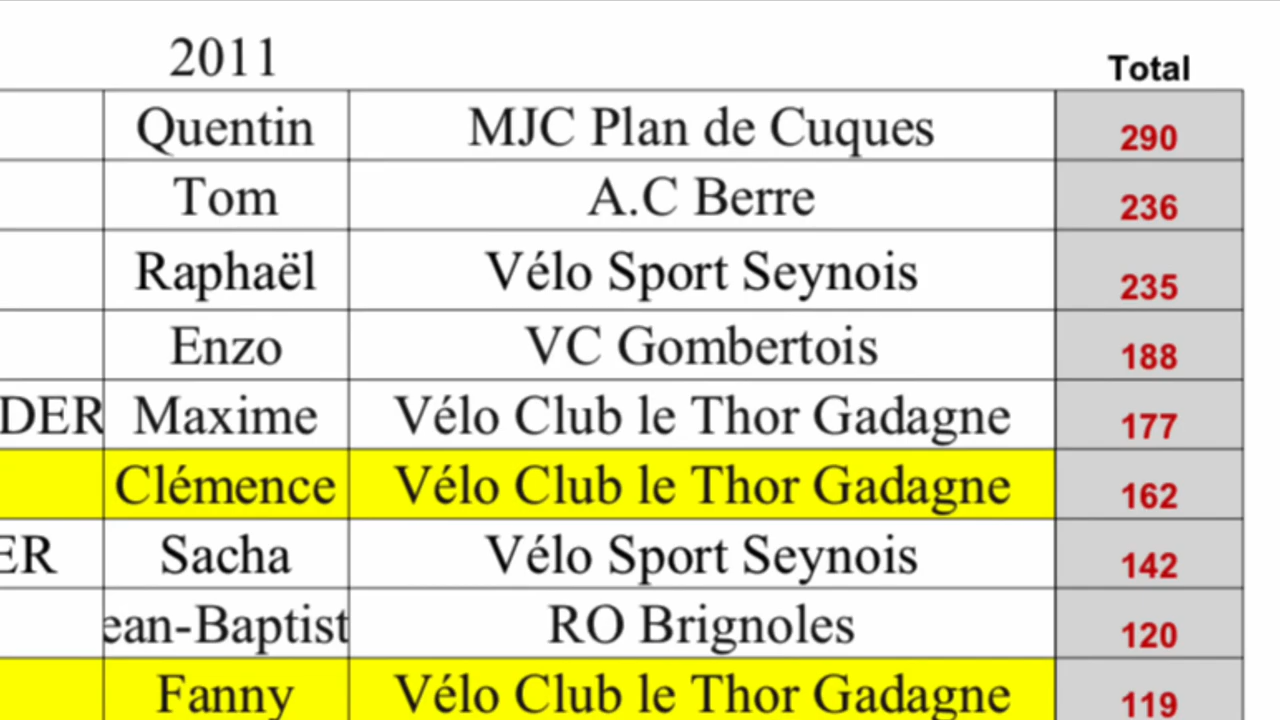 2011 Total
Quentin MJC Plan de Cuques 290
Tom A.C Berre 236
Raphaël Vélo Sport Seynois 235
Enzo VC Gombertois 188
DER Maxime Vélo Club le Thor Gadagne 177
Clémence Vélo Club le Thor Gadagne 162
ER Sacha Vélo Sport Seynois 142
ean-Baptist RO Brignoles 120
Fanny Vélo Club le Thor Gadagne 119